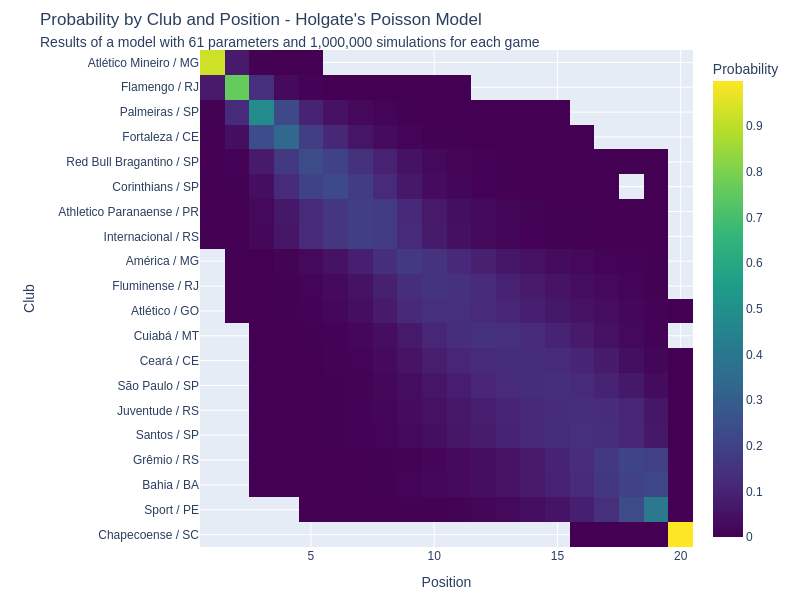 Probability by Club and Position - Holgate's Poisson Model
Results of a model with 61 parameters and 1,000,000 simulations for each game
Probability
Club
Atlético Mineiro / MG
Flamengo / RJ
Palmeiras / SP
Fortaleza / CE
Red Bull Bragantino / SP
Corinthians / SP
Athletico Paranaense / PR
Internacional / RS
América / MG
Fluminense / RJ
Atlético / GO
Cuiabá / MT
Ceará / CE
São Paulo / SP
Juventude / RS
Santos / SP
Grêmio / RS
Bahia / BA
Sport / PE
Chapecoense / SC
0.9
0.8
0.7
0.6
0.5
0.4
0.3
0.2
0.1
0
5 10 15 20
Position